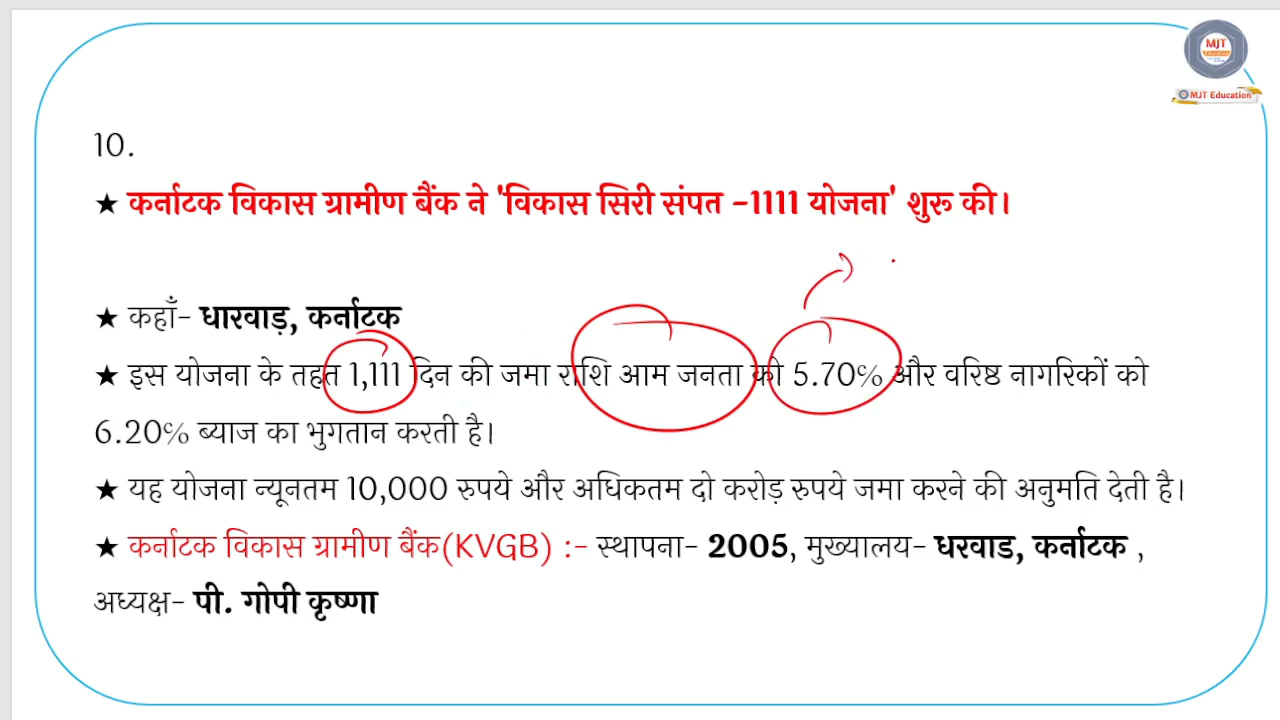 MJT
Education
MJT Education
10.
★ कर्नाटक विकास ग्रामीण बैंक ने 'विकास सिरी संपत -1111 योजना' शुरू की।
★ कहाँ- धारवाड़, कर्नाटक
★ इस योजना के तहत 1,111 दिन की जमा राशि आम जनता को 5.70% और वरिष्ठ नागरिकों को
6.20% ब्याज का भुगतान करती है।
★ यह योजना न्यूनतम 10,000 रुपये और अधिकतम दो करोड़ रुपये जमा करने की अनुमति देती है।
★ कर्नाटक विकास ग्रामीण बैंक(KVGB) :- स्थापना- 2005, मुख्यालय- धरवाड, कर्नाटक ,
अध्यक्ष- पी. गोपी कृष्णा